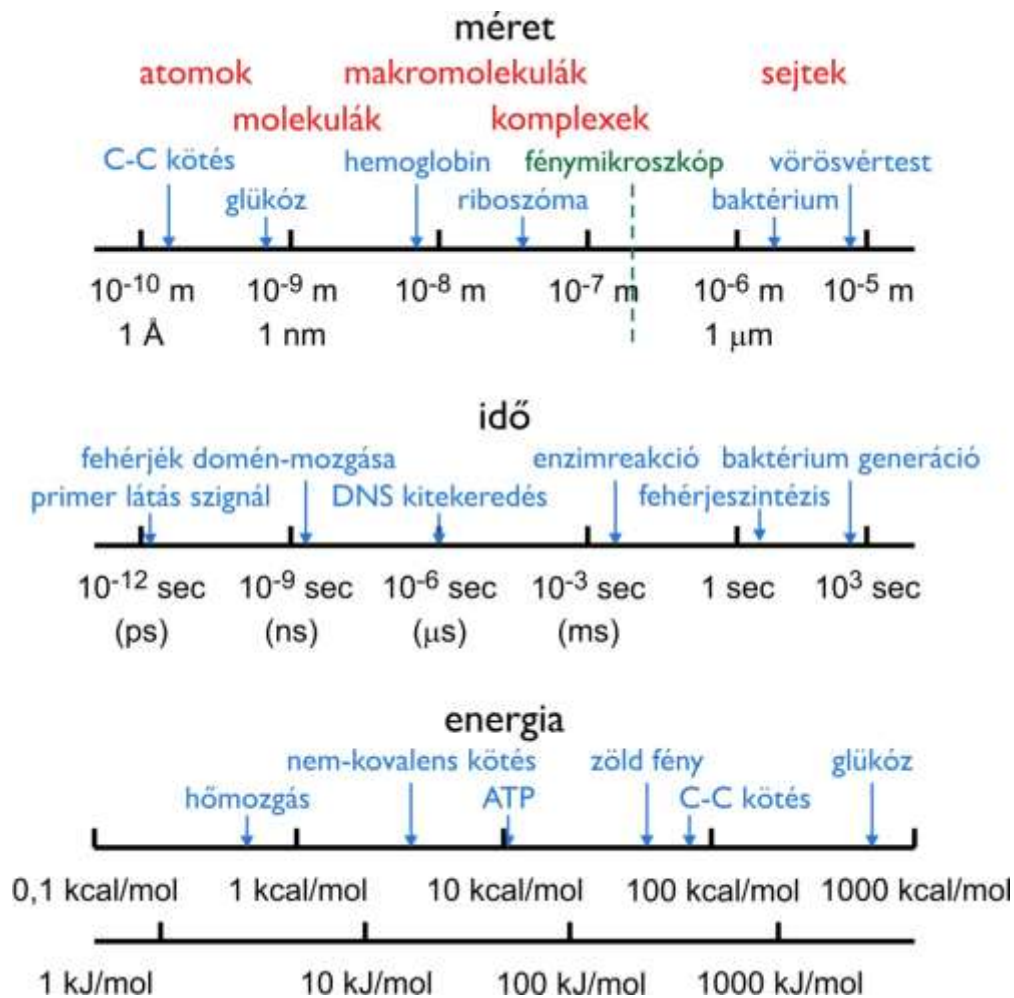 méret
atomok makromolekulák sejtek
molekulák komplexek
C-C kötés hemoglobin fénymikroszkóp vörösvértest
glükóz riboszóma baktérium
10⁻¹⁰ m 10⁻⁹ m 10⁻⁸ m 10⁻⁷ m 10⁻⁶ m 10⁻⁵ m
1 Å 1 nm 1 µm
idő
fehérjék domén-mozgása enzimreakció baktérium generáció
primer látás szignál DNS kitekeredés fehérjeszintézis
10⁻¹² sec 10⁻⁹ sec 10⁻⁶ sec 10⁻³ sec 1 sec 10³ sec
(ps) (ns) (µs) (ms)
energia
nem-kovalens kötés zöld fény glükóz
hőmozgás ATP C-C kötés
0,1 kcal/mol 1 kcal/mol 10 kcal/mol 100 kcal/mol 1000 kcal/mol
1 kJ/mol 10 kJ/mol 100 kJ/mol 1000 kJ/mol